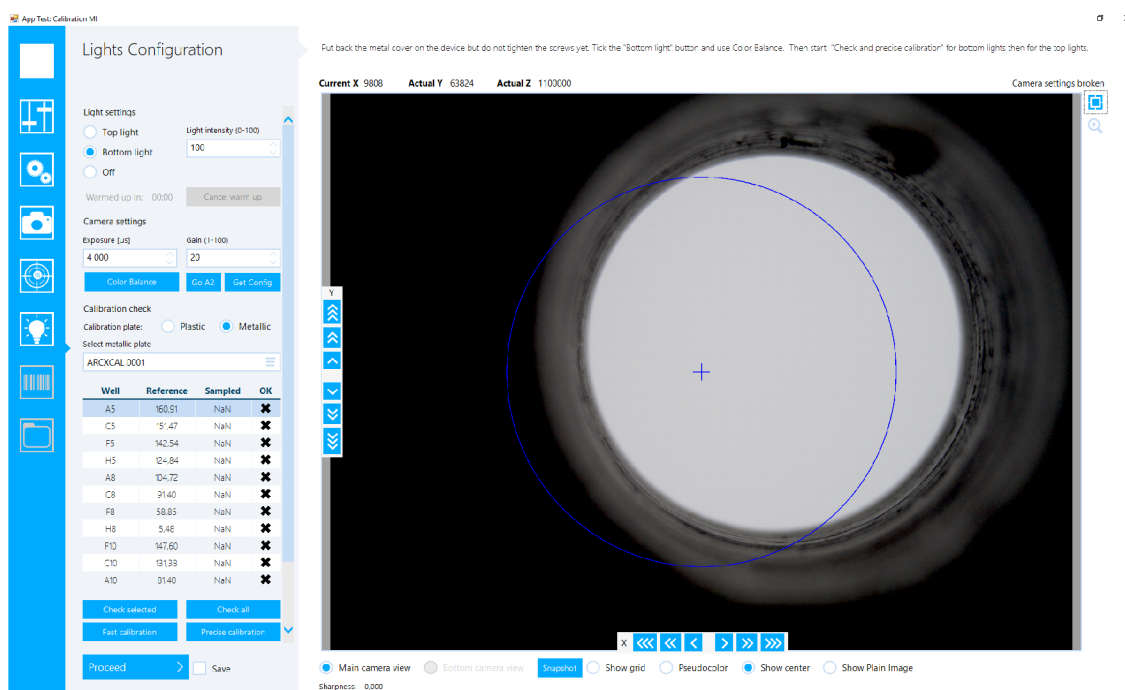 App Test: Calibration MI
Lights Configuration
Put back the metal cover on the device but do not tighten the screws yet. Tick the "Bottom light" button and use Color Balance. Then start "Check and precise calibration" for bottom lights then for the top lights.
Current X 9808 Actual Y 63824 Actual Z 1100000 Camera settings broken
Light settings
Top light
Light intensity (0-100)
Bottom light
100
Off
Warmed up in: 00:00 Cancel warm up
Camera settings
Exposure [µs] Gain (1-100)
4 000 20
Color Balance Go A2 Get Config
Calibration check
Calibration plate: Plastic Metallic
Select metallic plate
ARCXCAL 0001
Well Reference Sampled OK
A5 160,91 NaN
C5 151,47 NaN
F5 142,54 NaN
H5 124,84 NaN
A8 104,72 NaN
C8 91,40 NaN
F8 58,85 NaN
H8 5,48 NaN
F10 147,60 NaN
C10 131,38 NaN
A10 81,40 NaN
Check selected Check all
Fast calibration Precise calibration
Proceed Save
Y
X
Main camera view Bottom camera view Snapshot Show grid Pseudocolor Show center Show Plain Image
Sharpness: 0,000